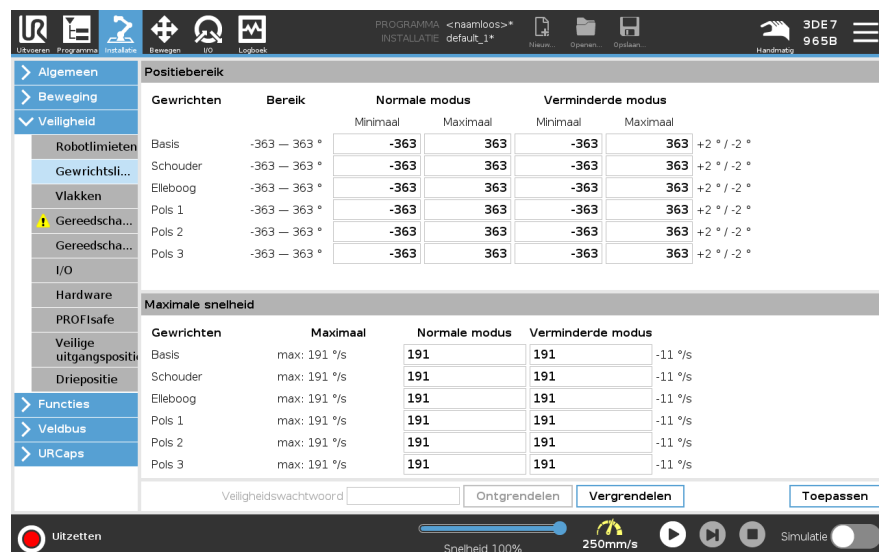 Uitvoeren Programma Installatie Bewegen I/O Logboek
PROGRAMMA <naamloos>*
INSTALLATIE default_1*
Nieuw... Openen... Opslaan...
Handmatig
3DE7
965B
Algemeen
Beweging
Veiligheid
Robotlimieten
Gewrichtsli...
Vlakken
Gereedscha...
Gereedscha...
I/O
Hardware
PROFIsafe
Veilige
uitgangspositi
Driepositie
Functies
Veldbus
URCaps
Positiebereik
Gewrichten Bereik Normale modus Verminderde modus
Minimaal Maximaal Minimaal Maximaal
Basis -363 — 363 ° -363 363 -363 363 +2 ° / -2 °
Schouder -363 — 363 ° -363 363 -363 363 +2 ° / -2 °
Elleboog -363 — 363 ° -363 363 -363 363 +2 ° / -2 °
Pols 1 -363 — 363 ° -363 363 -363 363 +2 ° / -2 °
Pols 2 -363 — 363 ° -363 363 -363 363 +2 ° / -2 °
Pols 3 -363 — 363 ° -363 363 -363 363 +2 ° / -2 °
Maximale snelheid
Gewrichten Maximaal Normale modus Verminderde modus
Basis max: 191 °/s 191 191 -11 °/s
Schouder max: 191 °/s 191 191 -11 °/s
Elleboog max: 191 °/s 191 191 -11 °/s
Pols 1 max: 191 °/s 191 191 -11 °/s
Pols 2 max: 191 °/s 191 191 -11 °/s
Pols 3 max: 191 °/s 191 191 -11 °/s
Veiligheidswachtwoord Ontgrendelen Vergrendelen Toepassen
Uitzetten
Snelheid 100%
250mm/s
Simulatie